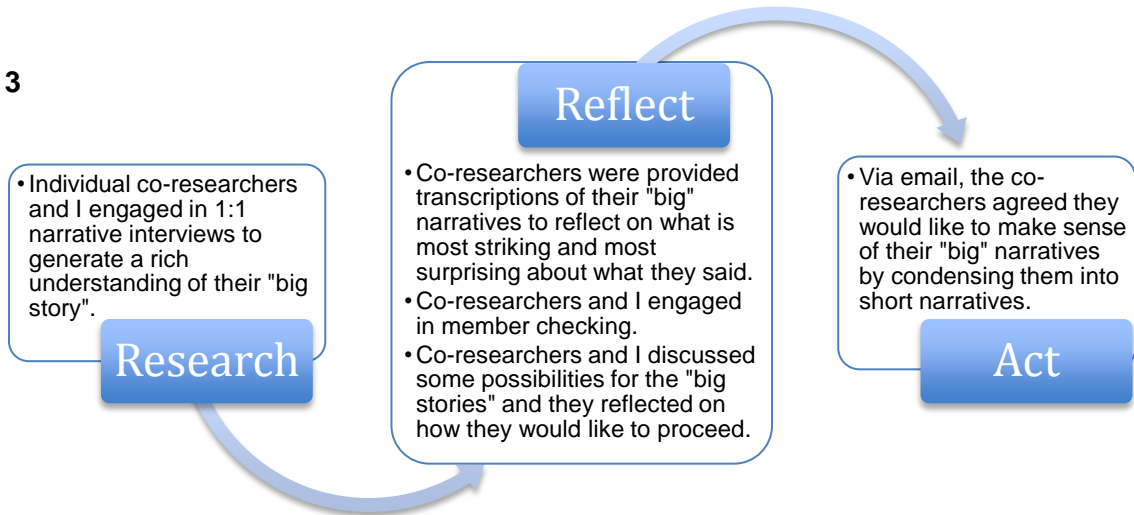 3
• Individual co-researchers
and I engaged in 1:1
narrative interviews to
generate a rich
understanding of their "big
story".
Research
Reflect
• Co-researchers were provided
transcriptions of their "big"
narratives to reflect on what is
most striking and most
surprising about what they said.
• Co-researchers and I engaged
in member checking.
• Co-researchers and I discussed
some possibilities for the "big
stories" and they reflected on
how they would like to proceed.
• Via email, the co-
researchers agreed they
would like to make sense
of their "big" narratives
by condensing them into
short narratives.
Act